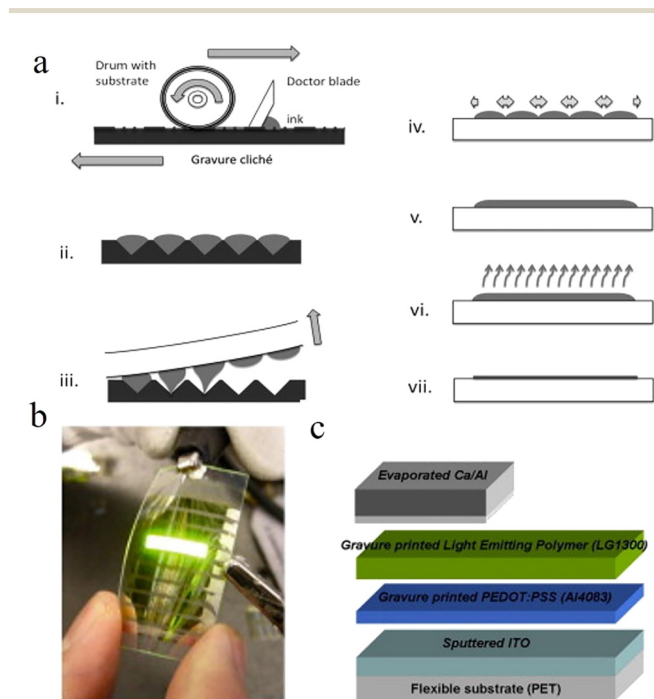 a
i.
Drum with
substrate
Doctor blade
ink
Gravure cliché
ii.
iii.
iv.
v.
vi.
vii.
b
c
Evaporated Ca/Al
Gravure printed Light Emitting Polymer (LG1300)
Gravure printed PEDOT:PSS (AI4083)
Sputtered ITO
Flexible substrate (PET)